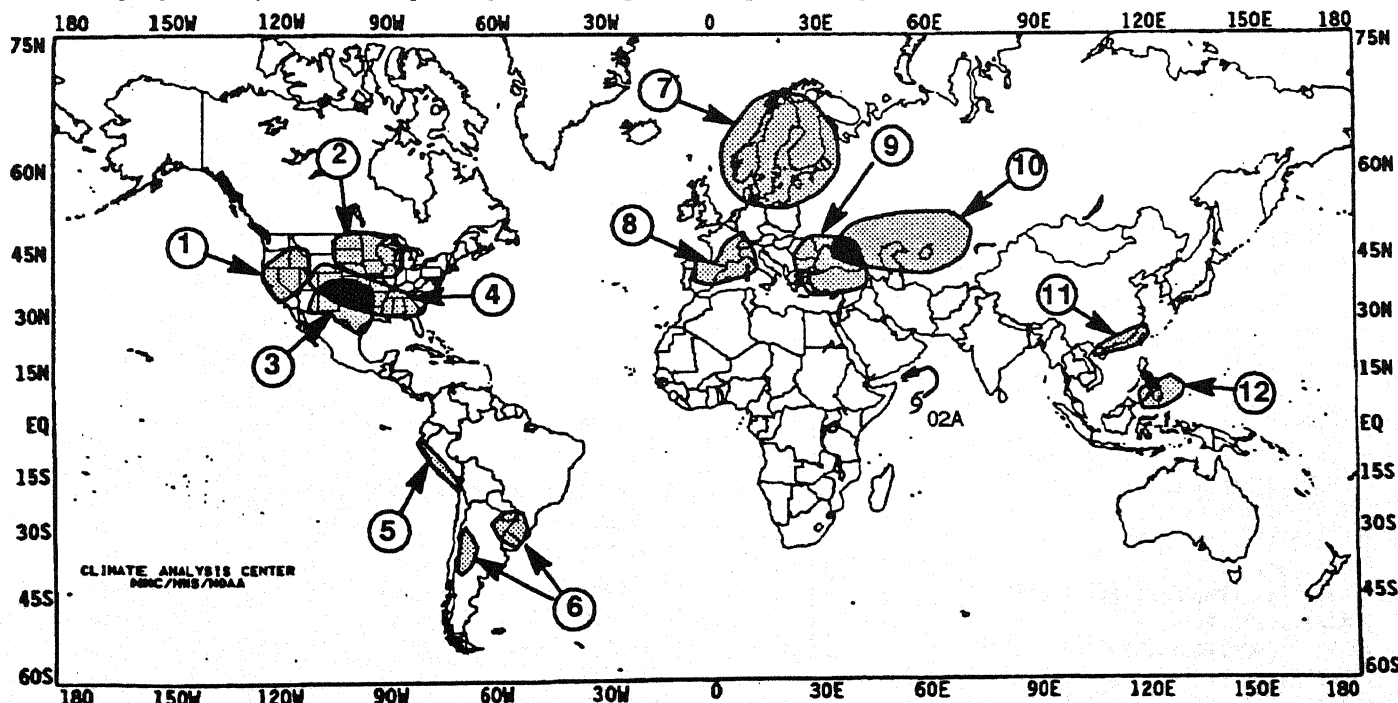 180 150W 120W 90W 60W 30W 0 30E 60E 90E 120E 150E 180
75N 75N
7
2
9
60N 60N
10
8
1
45N 45N
4
11
30N 30N
3
15N 15N
12
02A
EQ EQ
15S 15S
5
30S 30S
CLIMATE ANALYSIS CENTER
NMC/NWS/NOAA
45S 45S
6
60S 60S
180 150W 120W 90W 60W 30W 0 30E 60E 90E 120E 150E 180